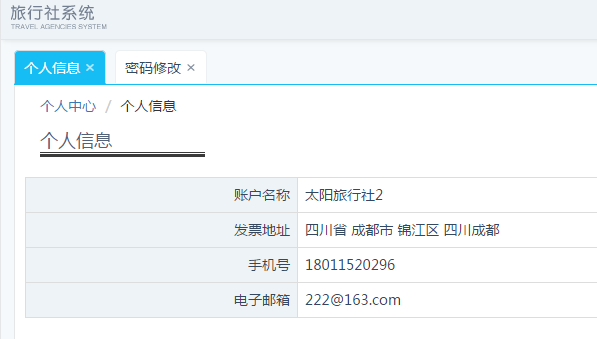 旅行社系统
TRAVEL AGENCIES SYSTEM
个人信息 × 密码修改 ×
个人中心 / 个人信息
个人信息
账户名称 太阳旅行社2
发票地址 四川省 成都市 锦江区 四川成都
手机号 18011520296
电子邮箱 222@163.com